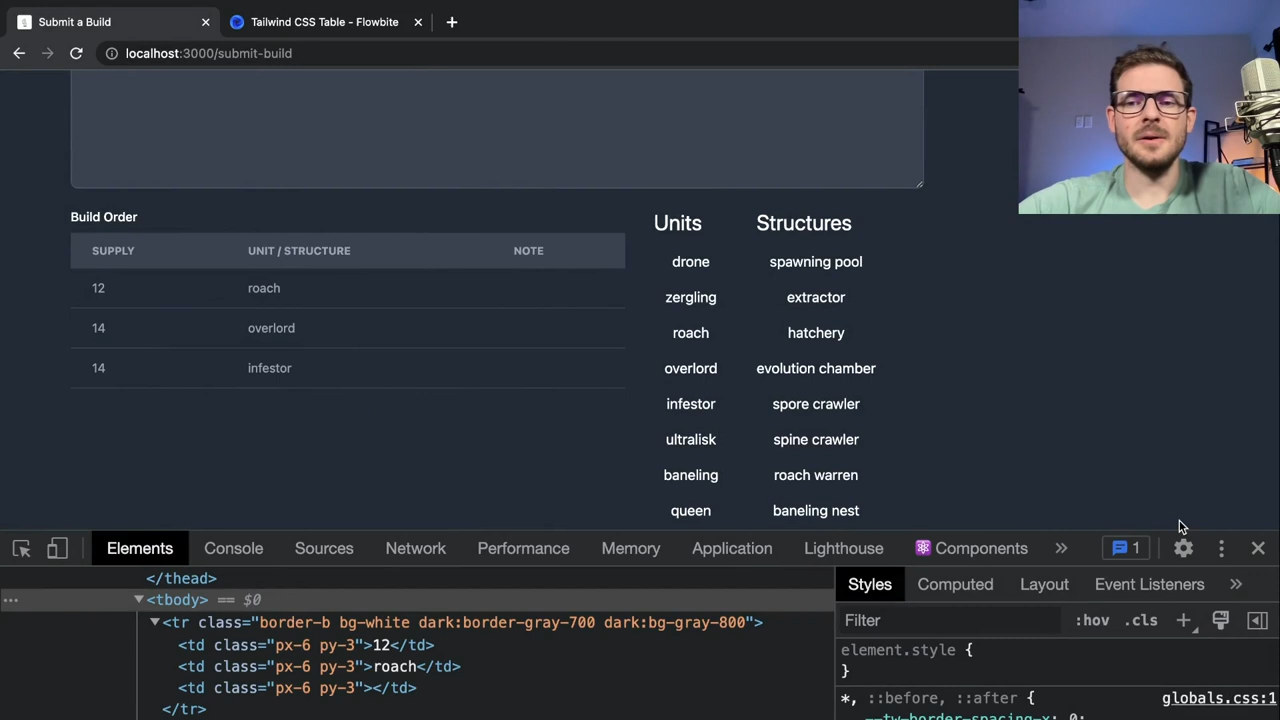 Submit a Build
Tailwind CSS Table - Flowbite
localhost:3000/submit-build
Build Order
SUPPLY UNIT / STRUCTURE NOTE
12 roach
14 overlord
14 infestor
Units Structures
drone spawning pool
zergling extractor
roach hatchery
overlord evolution chamber
infestor spore crawler
ultralisk spine crawler
baneling roach warren
queen baneling nest
Elements Console Sources Network Performance Memory Application Lighthouse Components » 1
</thead>
<tbody> == $0
<tr class="border-b bg-white dark:border-gray-700 dark:bg-gray-800">
<td class="px-6 py-3">12</td>
<td class="px-6 py-3">roach</td>
<td class="px-6 py-3"></td>
</tr>
Styles Computed Layout Event Listeners »
Filter :hov .cls +
element.style {
}
*, ::before, ::after { globals.css:1
--tw-border-spacing-x: 0;